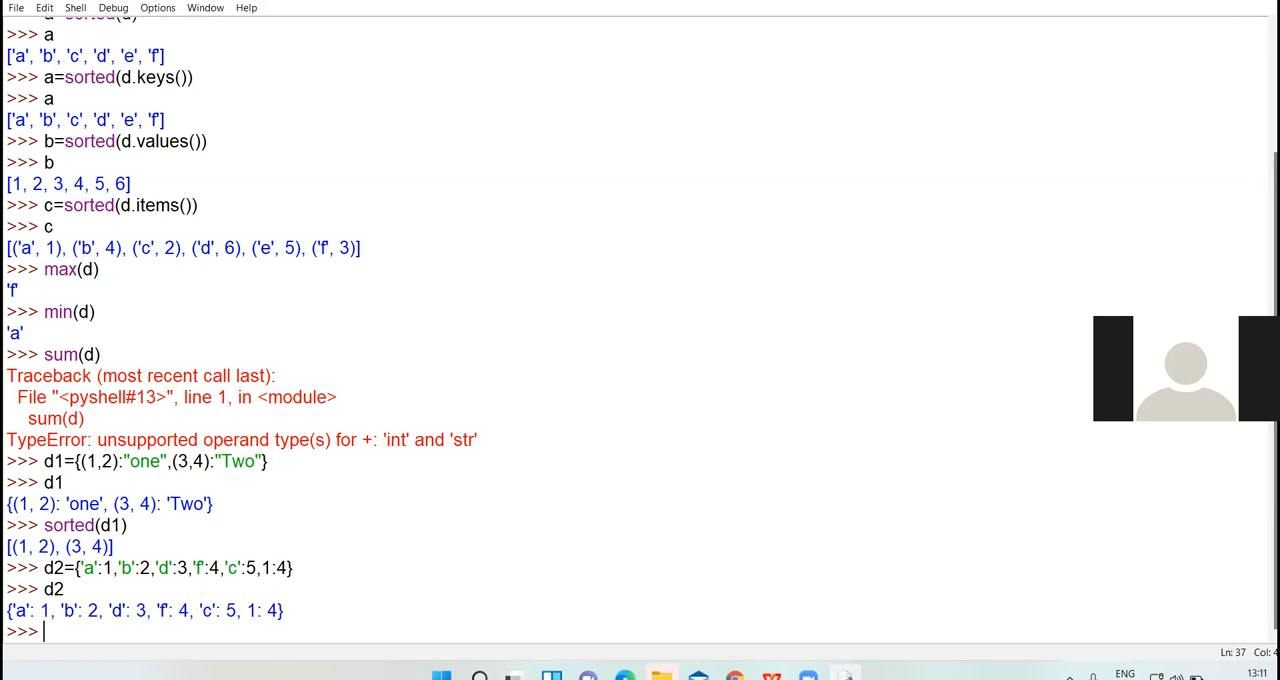 File Edit Shell Debug Options Window Help
>>> a
['a', 'b', 'c', 'd', 'e', 'f']
>>> a=sorted(d.keys())
>>> a
['a', 'b', 'c', 'd', 'e', 'f']
>>> b=sorted(d.values())
>>> b
[1, 2, 3, 4, 5, 6]
>>> c=sorted(d.items())
>>> c
[('a', 1), ('b', 4), ('c', 2), ('d', 6), ('e', 5), ('f', 3)]
>>> max(d)
'f'
>>> min(d)
'a'
>>> sum(d)
Traceback (most recent call last):
  File "<pyshell#13>", line 1, in <module>
    sum(d)
TypeError: unsupported operand type(s) for +: 'int' and 'str'
>>> d1={(1,2):"one",(3,4):"Two"}
>>> d1
{(1, 2): 'one', (3, 4): 'Two'}
>>> sorted(d1)
[(1, 2), (3, 4)]
>>> d2={'a':1,'b':2,'d':3,'f':4,'c':5,1:4}
>>> d2
{'a': 1, 'b': 2, 'd': 3, 'f': 4, 'c': 5, 1: 4}
>>>
Ln: 37 Col: 4
ENG
13:11